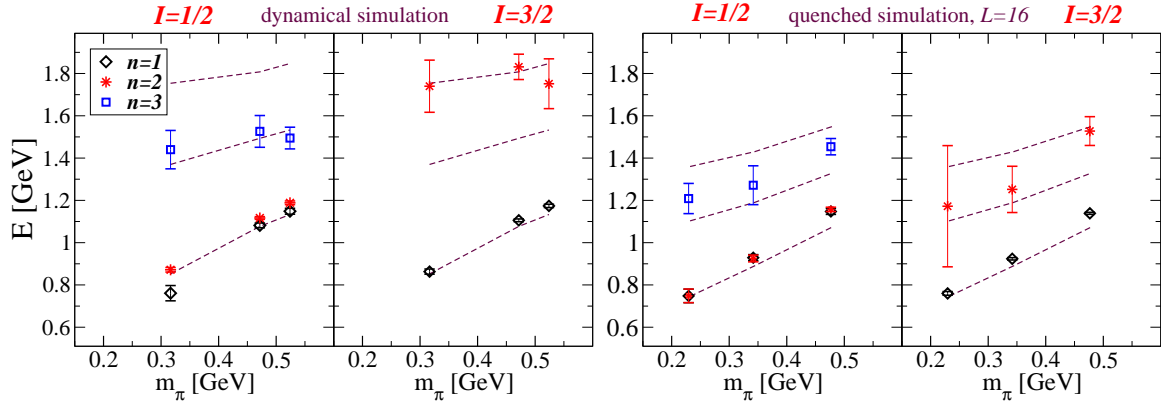 I=1/2 dynamical simulation I=3/2 I=1/2 quenched simulation, L=16 I=3/2
n=1
n=2
n=3
E [GeV]
1.8
1.6
1.4
1.2
1
0.8
0.6
1.8
1.6
1.4
1.2
1
0.8
0.6
0.2 0.3 0.4 0.5 0.2 0.3 0.4 0.5 0.2 0.3 0.4 0.5 0.2 0.3 0.4 0.5
m_π [GeV] m_π [GeV] m_π [GeV] m_π [GeV]